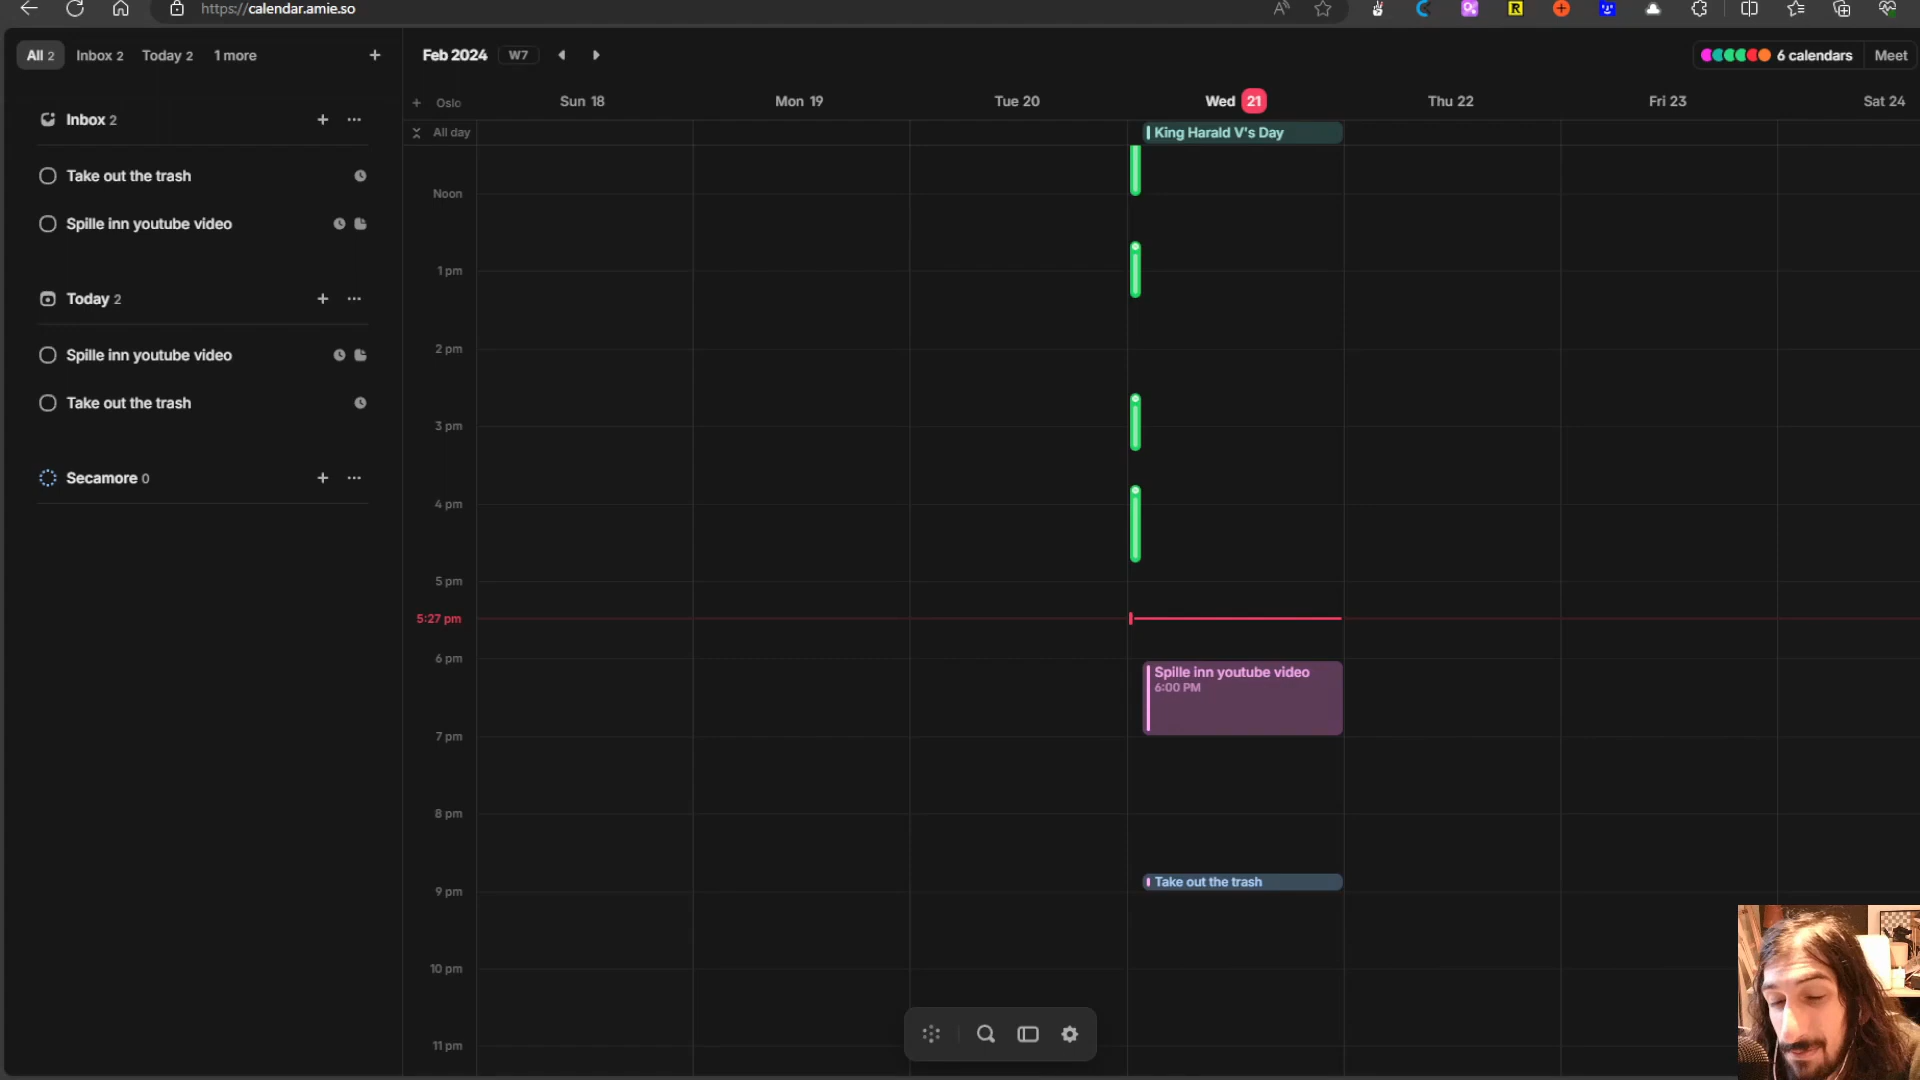 https://calendar.amie.so
All 2 Inbox 2 Today 2 1 more
Feb 2024 W7
6 calendars Meet
Oslo Sun 18 Mon 19 Tue 20 Wed 21 Thu 22 Fri 23 Sat 24
All day King Harald V's Day
Inbox 2
Take out the trash
Spille inn youtube video
Today 2
Spille inn youtube video
Take out the trash
Secamore 0
Noon
1 pm
2 pm
3 pm
4 pm
5 pm
5:27 pm
6 pm
Spille inn youtube video
6:00 PM
7 pm
8 pm
Take out the trash
9 pm
10 pm
11 pm